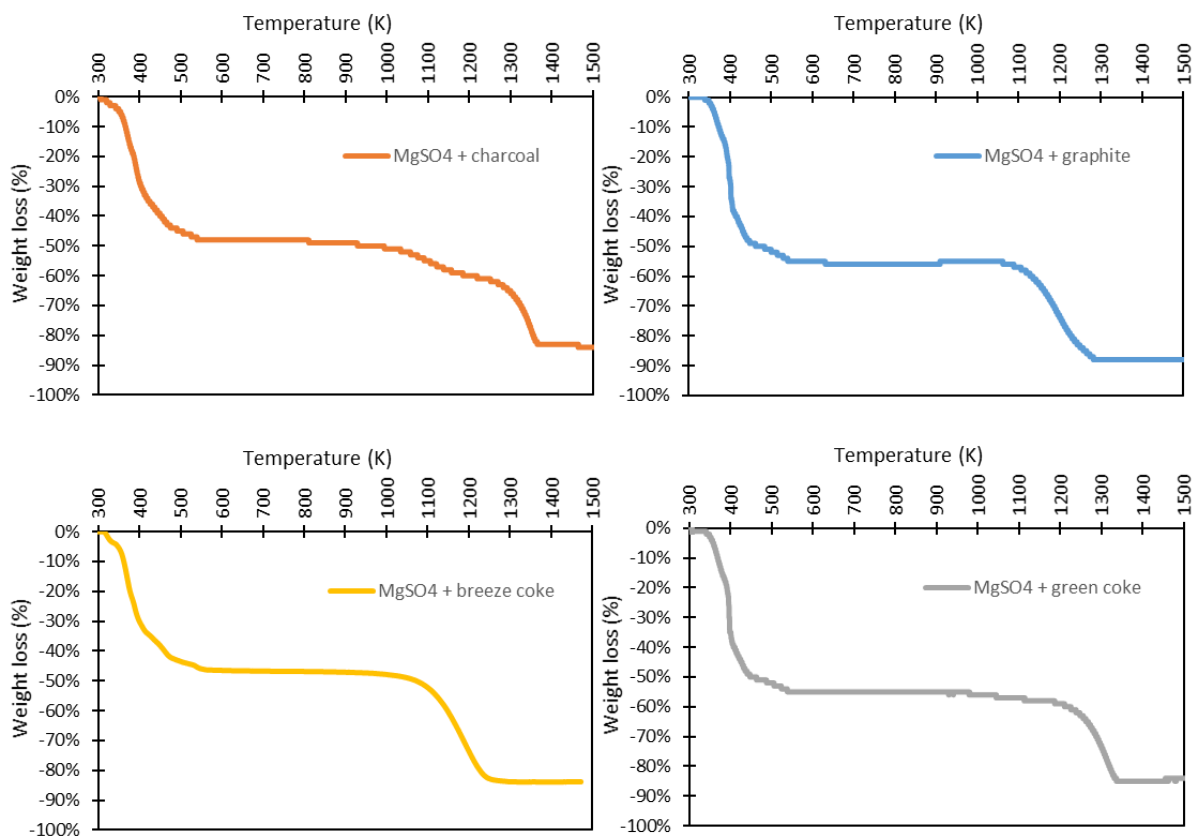 Temperature (K)
300 400 500 600 700 800 900 1000 1100 1200 1300 1400 1500
0%
-10%
-20%
-30%
-40%
-50%
-60%
-70%
-80%
-90%
-100%
Weight loss (%)
MgSO4 + charcoal
Temperature (K)
300 400 500 600 700 800 900 1000 1100 1200 1300 1400 1500
0%
-10%
-20%
-30%
-40%
-50%
-60%
-70%
-80%
-90%
-100%
Weight loss (%)
MgSO4 + graphite
Temperature (K)
300 400 500 600 700 800 900 1000 1100 1200 1300 1400 1500
0%
-10%
-20%
-30%
-40%
-50%
-60%
-70%
-80%
-90%
-100%
Weight loss (%)
MgSO4 + breeze coke
Temperature (K)
300 400 500 600 700 800 900 1000 1100 1200 1300 1400 1500
0%
-10%
-20%
-30%
-40%
-50%
-60%
-70%
-80%
-90%
-100%
Weight loss (%)
MgSO4 + green coke